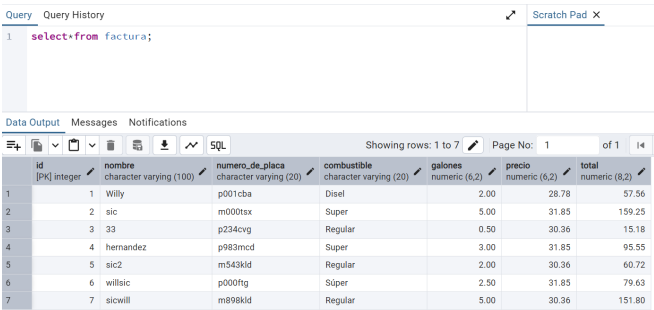 Query Query History
Scratch Pad
1 select*from factura;
Data Output Messages Notifications
SQL Showing rows: 1 to 7 Page No: 1 of 1
id nombre numero_de_placa combustible galones precio total
[PK] integer character varying (100) character varying (20) character varying (20) numeric (6,2) numeric (6,2) numeric (8,2)
1 1 Willy p001cba Disel 2.00 28.78 57.56
2 2 sic m000tsx Super 5.00 31.85 159.25
3 3 33 p234cvg Regular 0.50 30.36 15.18
4 4 hernandez p983mcd Super 3.00 31.85 95.55
5 5 sic2 m543kld Regular 2.00 30.36 60.72
6 6 willsic p000ftg Súper 2.50 31.85 79.63
7 7 sicwill m898kld Regular 5.00 30.36 151.80